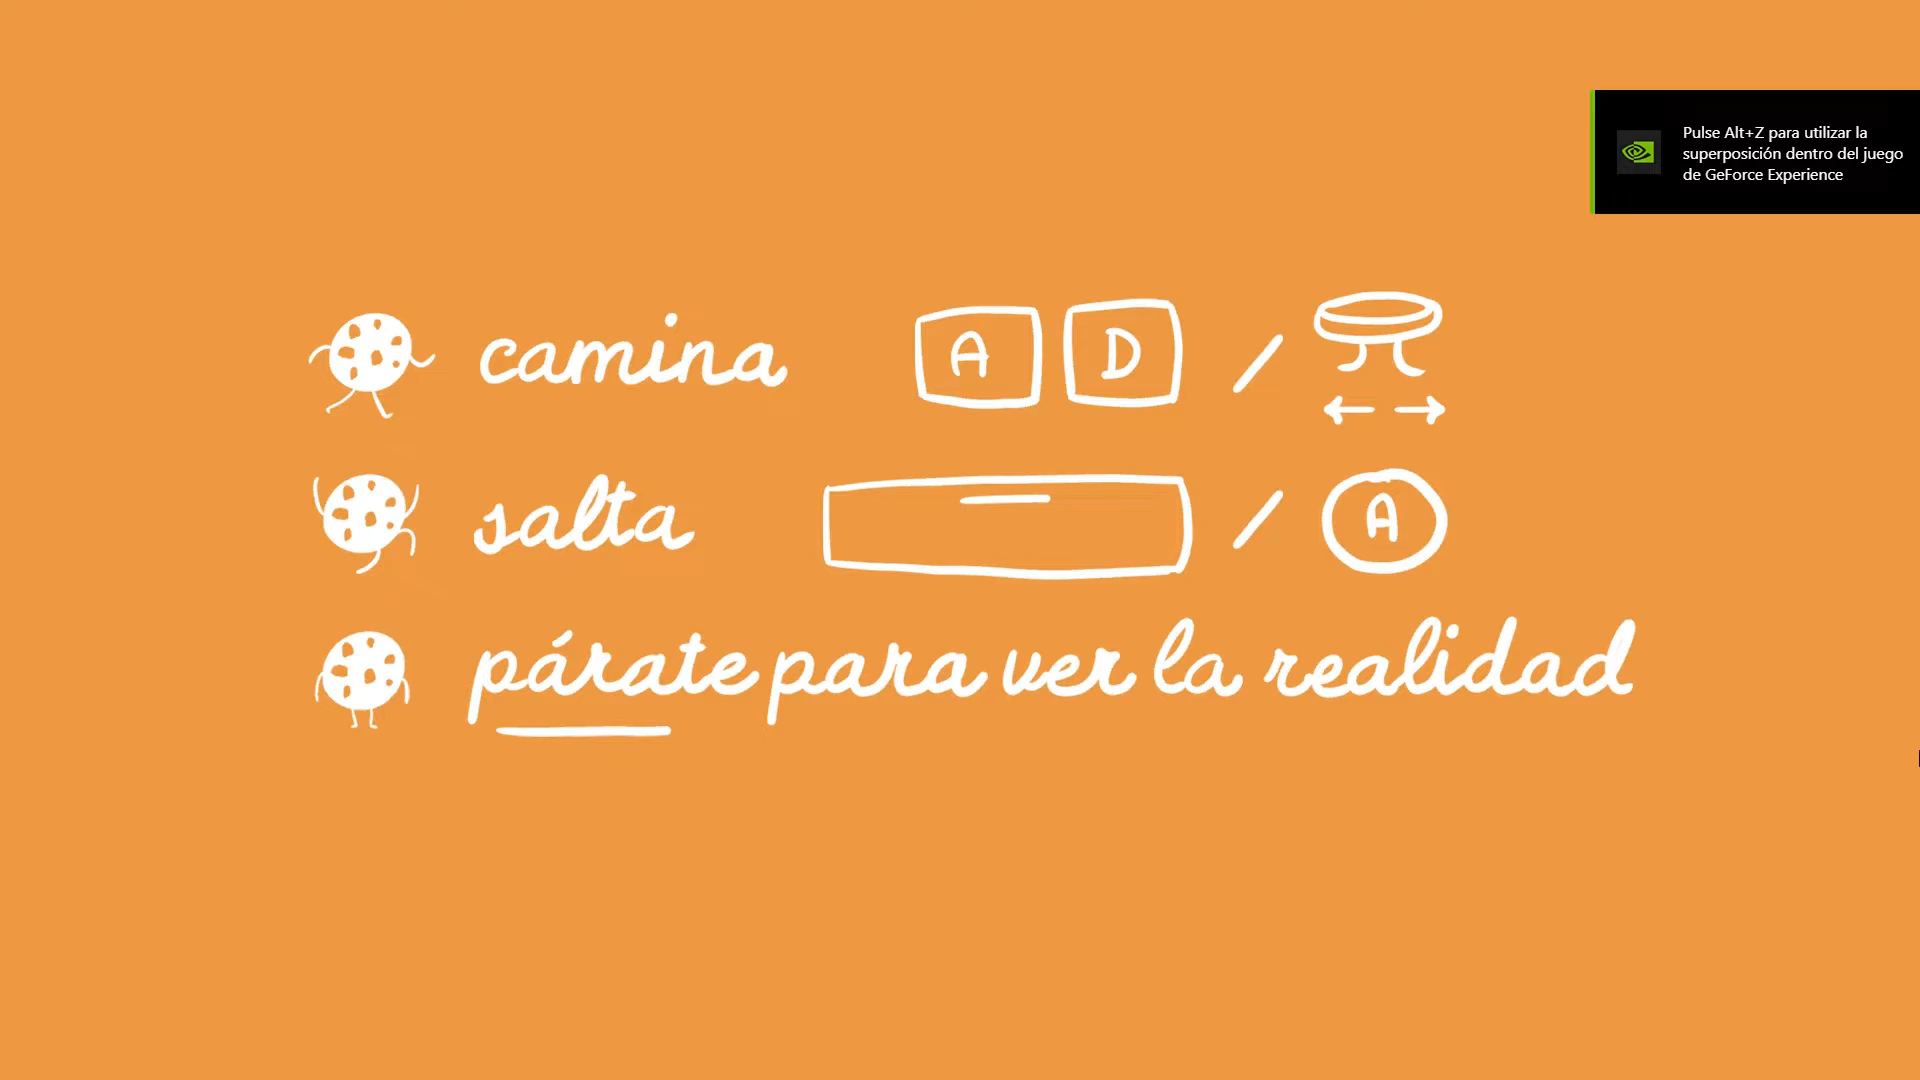 Pulse Alt+Z para utilizar la
superposición dentro del juego
de GeForce Experience
camina A D /
salta / A
párate para ver la realidad